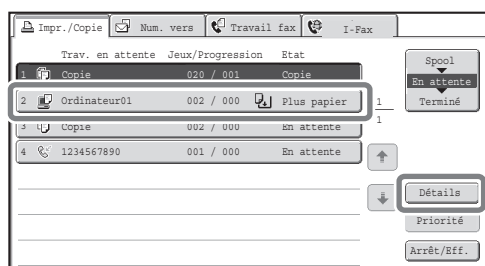 Impr./Copie Num. vers Travail fax I-Fax
Trav. en attente Jeux/Progression Etat
1 Copie 020 / 001 Copie
2 Ordinateur01 002 / 000 Plus papier
3 Copie 002 / 000 En attente
4 1234567890 001 / 000 En attente
1
1
Spool
En attente
Terminé
Détails
Priorité
Arrêt/Eff.